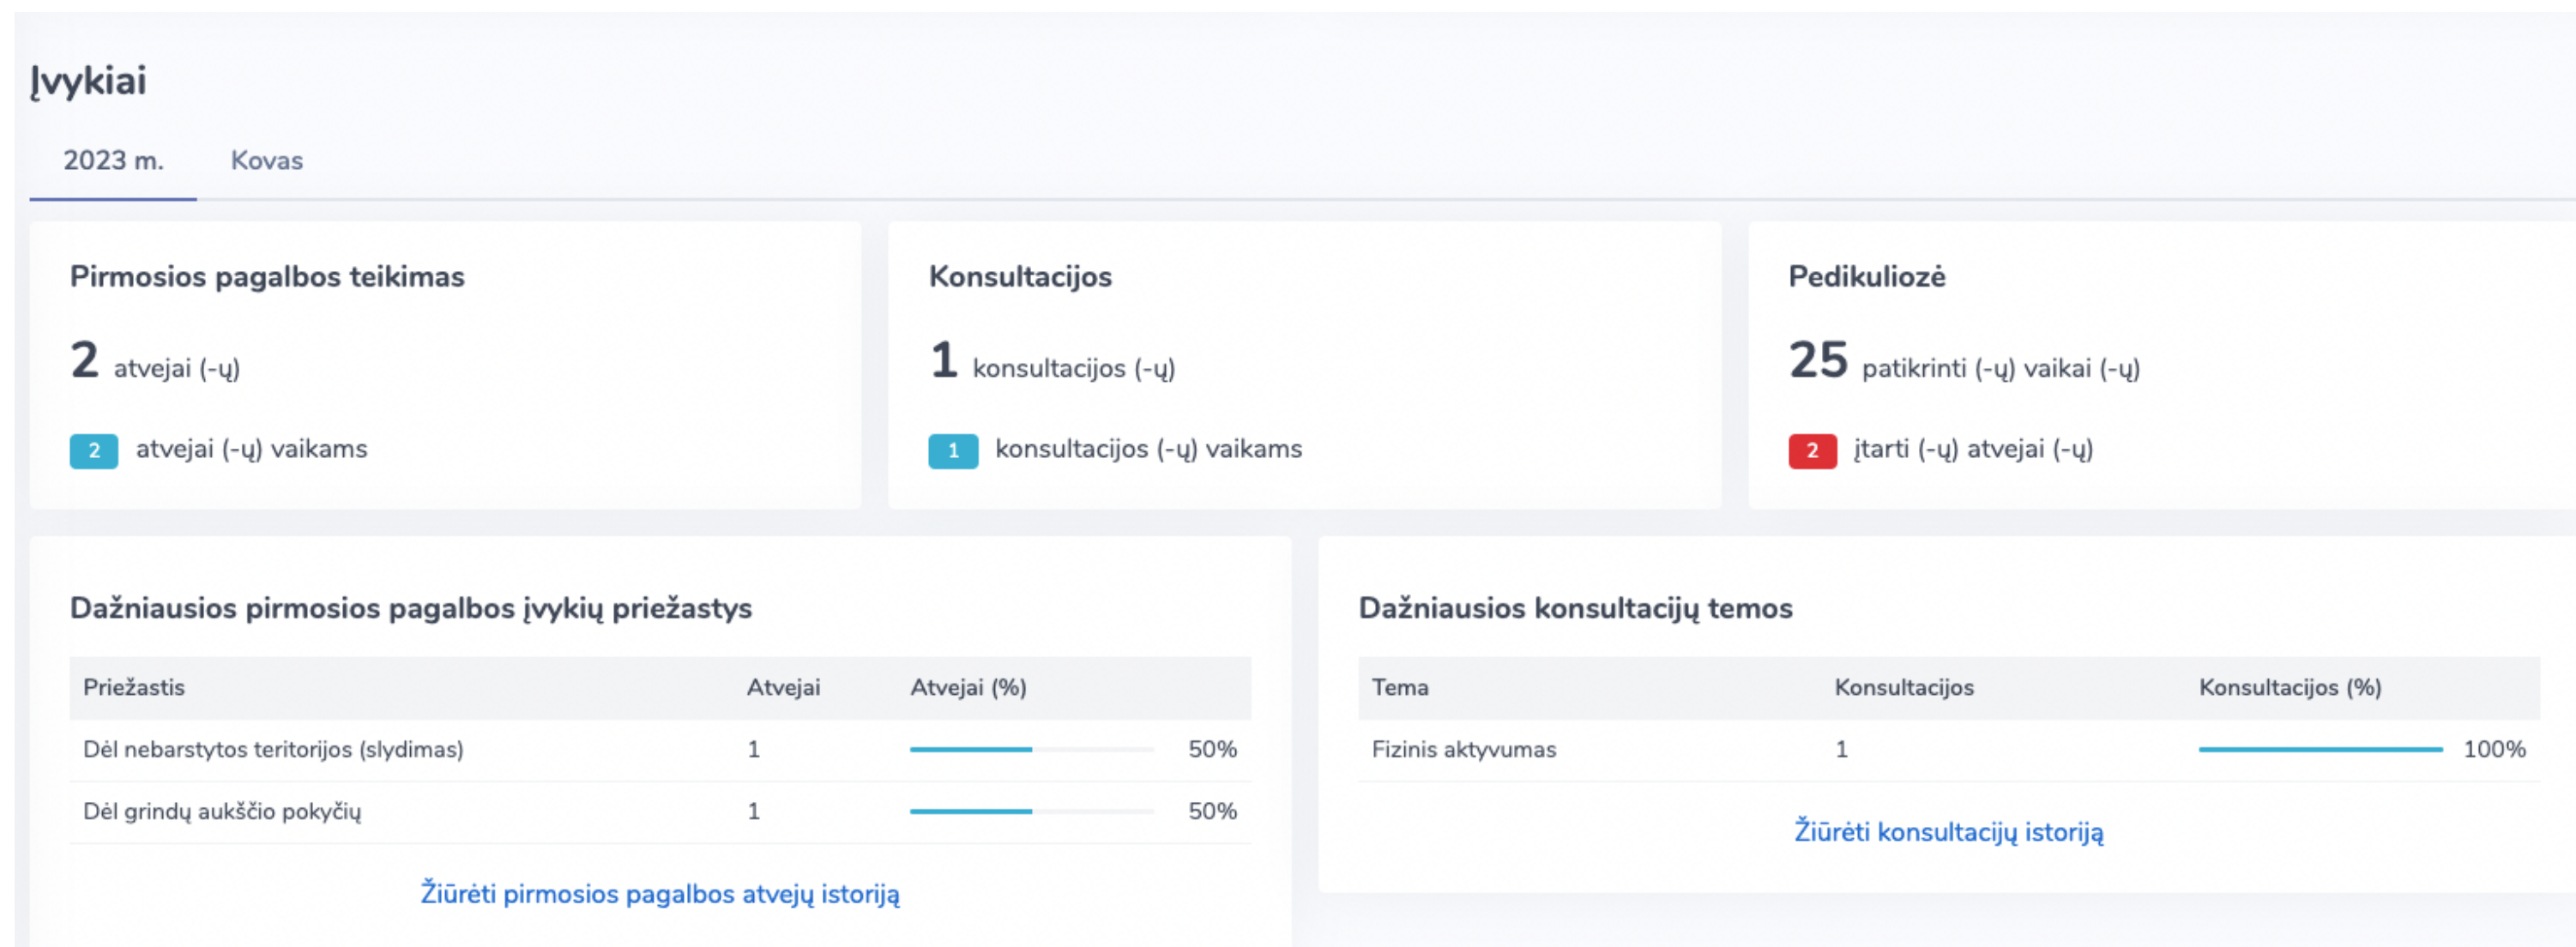 Įvykiai
2023 m. Kovas
Pirmosios pagalbos teikimas
2 atvejai (-ų)
2 atvejai (-ų) vaikams
Konsultacijos
1 konsultacijos (-ų)
1 konsultacijos (-ų) vaikams
Pedikuliozė
25 patikrinti (-ų) vaikai (-ų)
2 įtarti (-ų) atvejai (-ų)
Dažniausios pirmosios pagalbos įvykių priežastys
Priežastis Atvejai Atvejai (%)
Dėl nebarstytos teritorijos (slydimas) 1 50%
Dėl grindų aukščio pokyčių 1 50%
Žiūrėti pirmosios pagalbos atvejų istoriją
Dažniausios konsultacijų temos
Tema Konsultacijos Konsultacijos (%)
Fizinis aktyvumas 1 100%
Žiūrėti konsultacijų istoriją